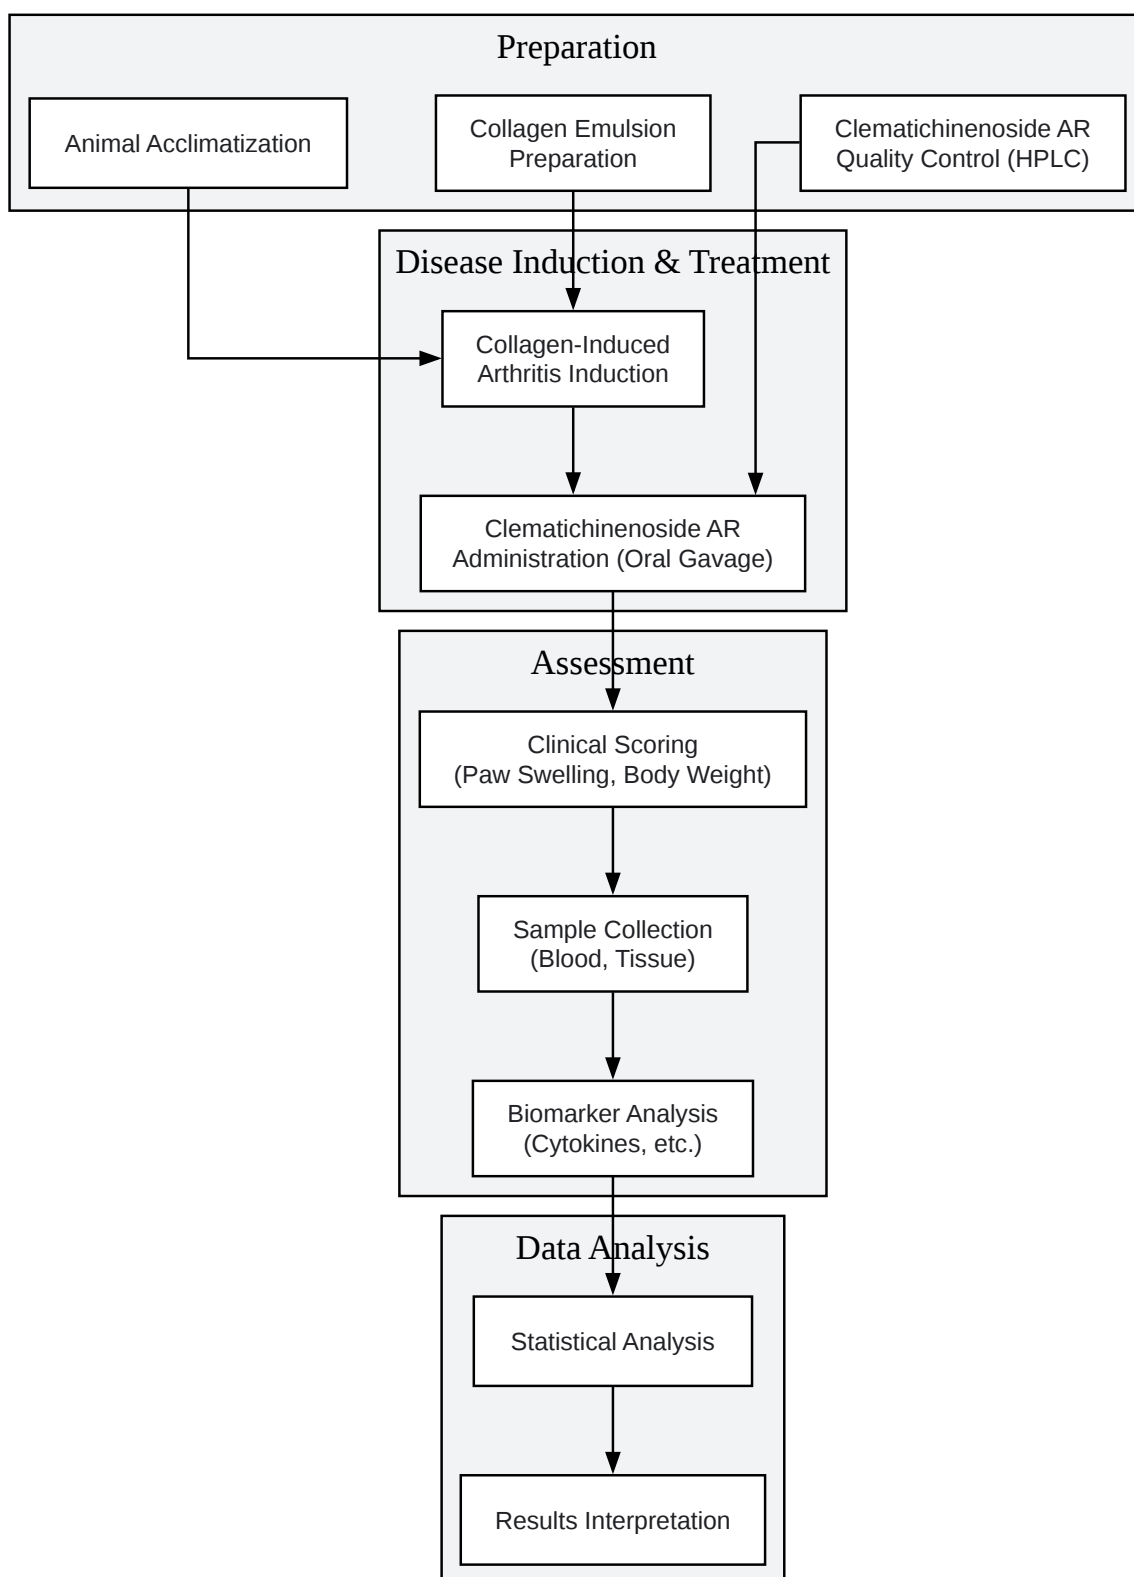 Preparation
Animal Acclimatization
Collagen Emulsion
Preparation
Clematichinenoside AR
Quality Control (HPLC)
Disease Induction & Treatment
Collagen-Induced
Arthritis Induction
Clematichinenoside AR
Administration (Oral Gavage)
Assessment
Clinical Scoring
(Paw Swelling, Body Weight)
Sample Collection
(Blood, Tissue)
Biomarker Analysis
(Cytokines, etc.)
Data Analysis
Statistical Analysis
Results Interpretation